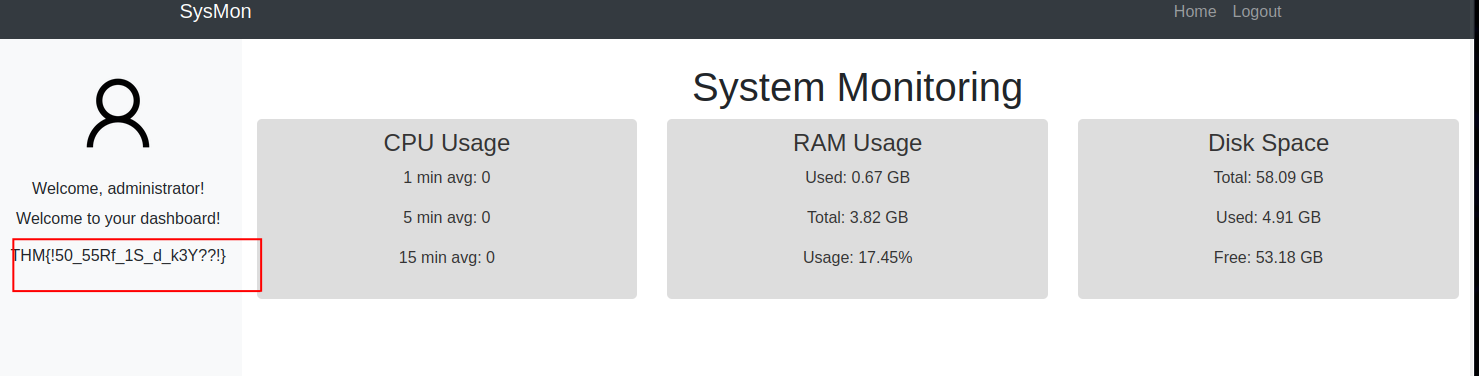 SysMon
Home Logout
Welcome, administrator!
Welcome to your dashboard!
THM{!50_55Rf_1S_d_k3Y??!}
System Monitoring
CPU Usage
1 min avg: 0
5 min avg: 0
15 min avg: 0
RAM Usage
Used: 0.67 GB
Total: 3.82 GB
Usage: 17.45%
Disk Space
Total: 58.09 GB
Used: 4.91 GB
Free: 53.18 GB